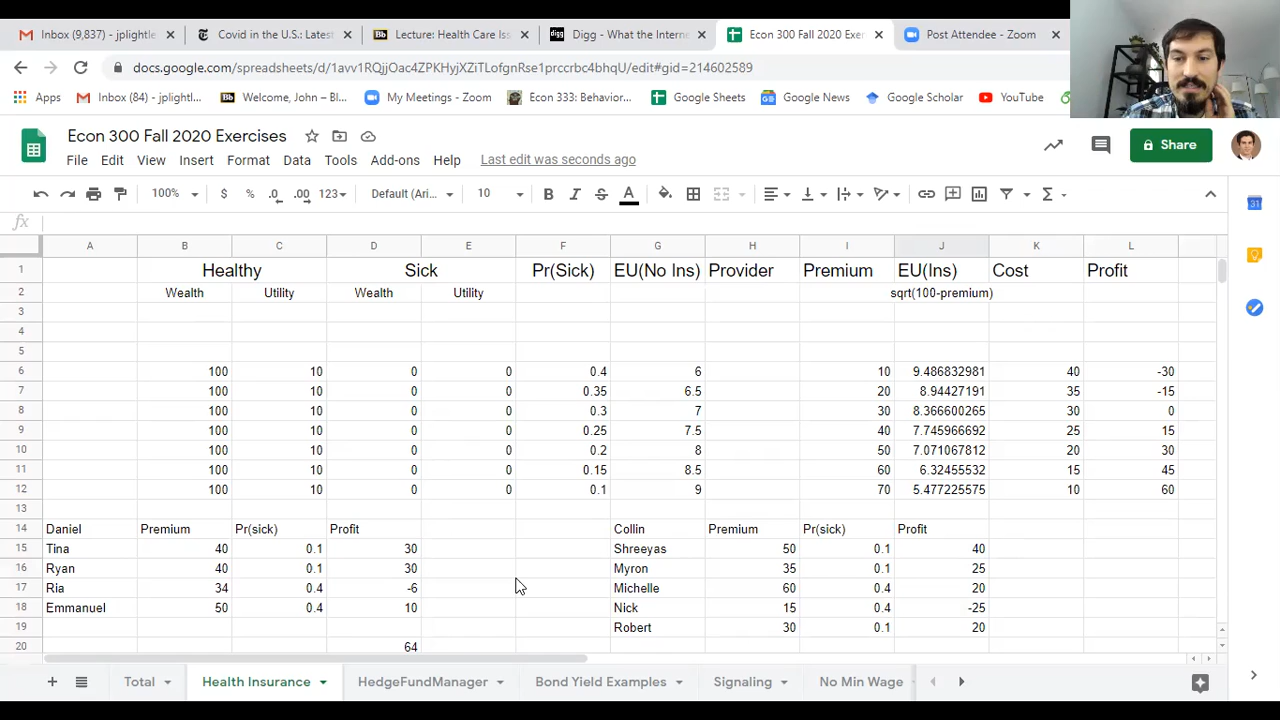 Inbox (9,837) – jplightle
Covid in the U.S.: Latest
Lecture: Health Care Iss
Digg - What the Interne
Econ 300 Fall 2020 Exer
Post Attendee - Zoom
docs.google.com/spreadsheets/d/1avv1RQjjOac4ZPKHyjXZiTLofpnRse1prccrbc4bhqU/edit#gid=214602589
Apps
Inbox (84) - jplightl...
Welcome, John – Bl...
My Meetings - Zoom
Econ 333: Behavior...
Google Sheets
Google News
Google Scholar
YouTube
Econ 300 Fall 2020 Exercises
File Edit View Insert Format Data Tools Add-ons Help Last edit was seconds ago
Share
100% $ % .0 .00 123 Default (Ari... 10 B I S A
fx
A B C D E F G H I J K L
1 Healthy Sick Pr(Sick) EU(No Ins) Provider Premium EU(Ins) Cost Profit
2 Wealth Utility Wealth Utility sqrt(100-premium)
3
4
5
6 100 10 0 0 0.4 6 10 9.486832981 40 -30
7 100 10 0 0 0.35 6.5 20 8.94427191 35 -15
8 100 10 0 0 0.3 7 30 8.366600265 30 0
9 100 10 0 0 0.25 7.5 40 7.745966692 25 15
10 100 10 0 0 0.2 8 50 7.071067812 20 30
11 100 10 0 0 0.15 8.5 60 6.32455532 15 45
12 100 10 0 0 0.1 9 70 5.477225575 10 60
13
14 Daniel Premium Pr(sick) Profit Collin Premium Pr(sick) Profit
15 Tina 40 0.1 30 Shreeyas 50 0.1 40
16 Ryan 40 0.1 30 Myron 35 0.1 25
17 Ria 34 0.4 -6 Michelle 60 0.4 20
18 Emmanuel 50 0.4 10 Nick 15 0.4 -25
19 Robert 30 0.1 20
20 64
Total Health Insurance HedgeFundManager Bond Yield Examples Signaling No Min Wage